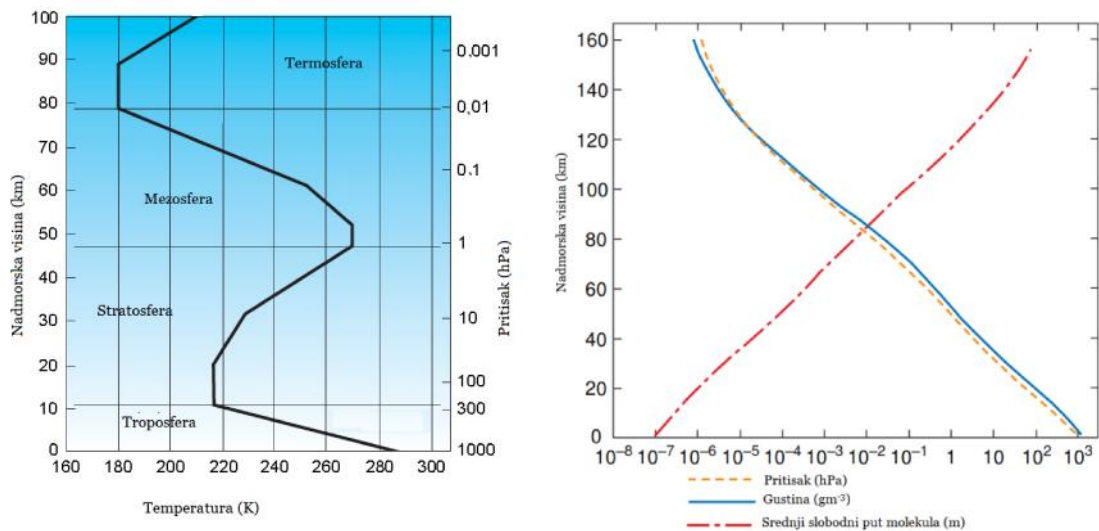 100
90
80
70
60
50
40
30
20
10
0
Nadmorska visina (km)
Termosfera
Mezosfera
Stratosfera
Troposfera
0.001
0,01
0.1
1
10
100
300
1000
Pritisak (hPa)
160 180 200 220 240 260 280 300
Temperatura (K)
160
140
120
100
80
60
40
20
0
Nadmorska visina (km)
10⁻⁸ 10⁻⁷ 10⁻⁶ 10⁻⁵ 10⁻⁴ 10⁻³ 10⁻² 10⁻¹ 1 10 10² 10³
Pritisak (hPa)
Gustina (gm⁻³)
Srednji slobodni put molekula (m)